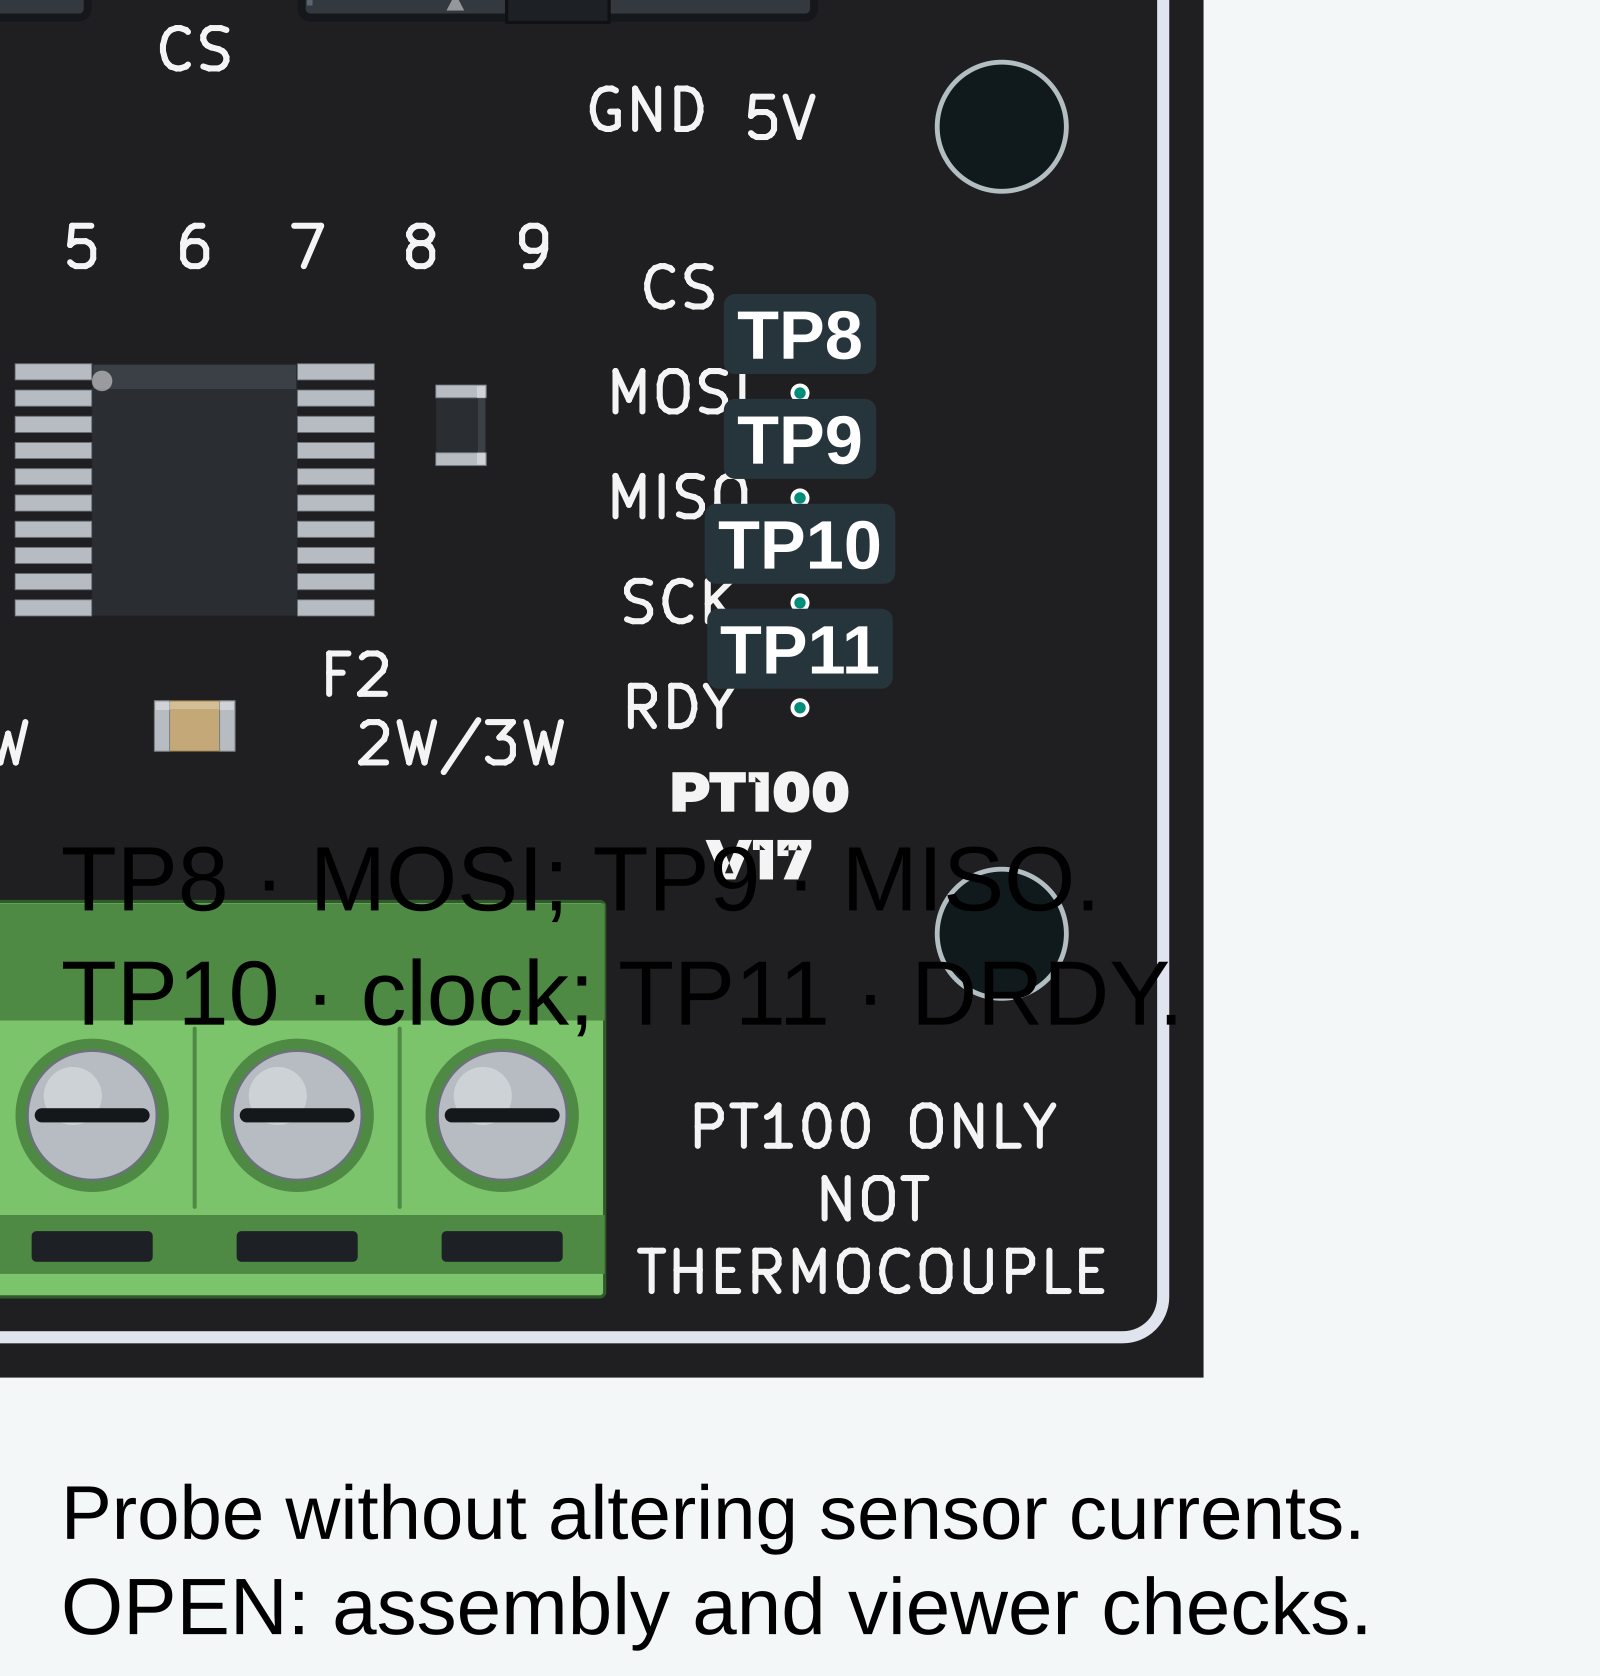 CS
GND 5V
5 6 7 8 9
CS
TP8
MOSI
TP9
MISO
TP10
SCK
TP11
F2
RDY
W 2W/3W
PT100
V17
TP8 · MOSI; TP9 · MISO.
TP10 · clock; TP11 · DRDY.
PT100 ONLY
NOT
THERMOCOUPLE
Probe without altering sensor currents.
OPEN: assembly and viewer checks.